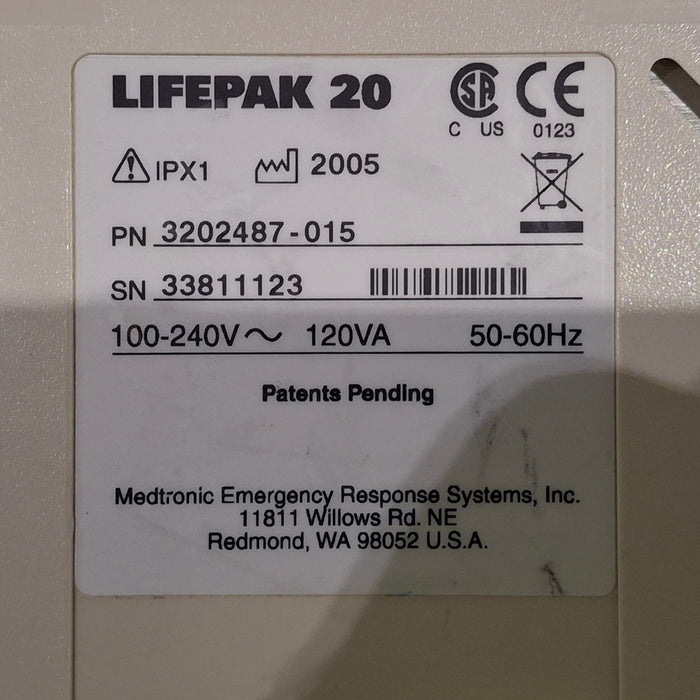 LIFEPAK 20
C US
0123
IPX1 2005
PN 3202487-015
SN 33811123
100-240V~ 120VA 50-60Hz
Patents Pending
Medtronic Emergency Response Systems, Inc.
11811 Willows Rd. NE
Redmond, WA 98052 U.S.A.